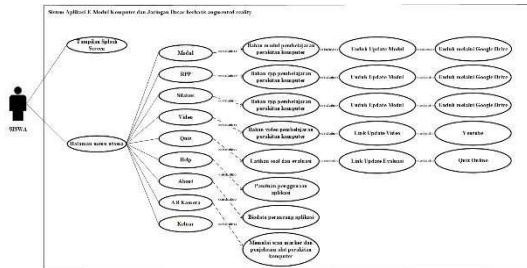 Sistem Aplikasi E Modul Komputer dan Jaringan Dasar berbasis augmented reality
Tampilan Splash
Screen
SISWA
Halaman menu utama
Modul
RPP
Silabus
Video
Quiz
Help
About
AR Kamera
Keluar
Bahan modul pembelajaran
perakitan komputer
Unduh Update Modul
Unduh melalui Google Drive
Bahan rpp pembelajaran
perakitan komputer
Unduh Update Modul
Unduh melalui Google Drive
Bahan rpp pembelajaran
perakitan komputer
Unduh Update Modul
Unduh melalui Google Drive
Bahan video pembelajaran
perakitan komputer
Link Update Video
Youtube
Latihan soal dan evaluasi
Link Update Evaluasi
Quiz Online
Panduan penggunaan
aplikasi
Biodata perancang aplikasi
Memulai scan marker dan
penjelasan alat perakitan
komputer